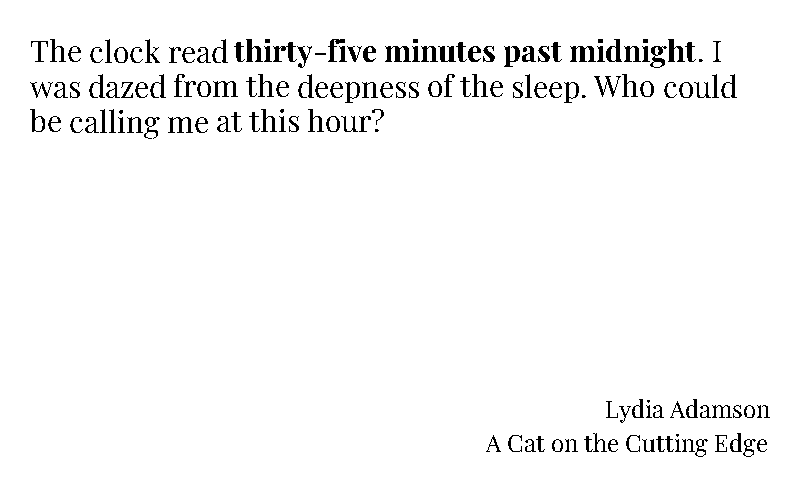 The clock read thirty-five minutes past midnight. I
was dazed from the deepness of the sleep. Who could
be calling me at this hour?
Lydia Adamson
A Cat on the Cutting Edge